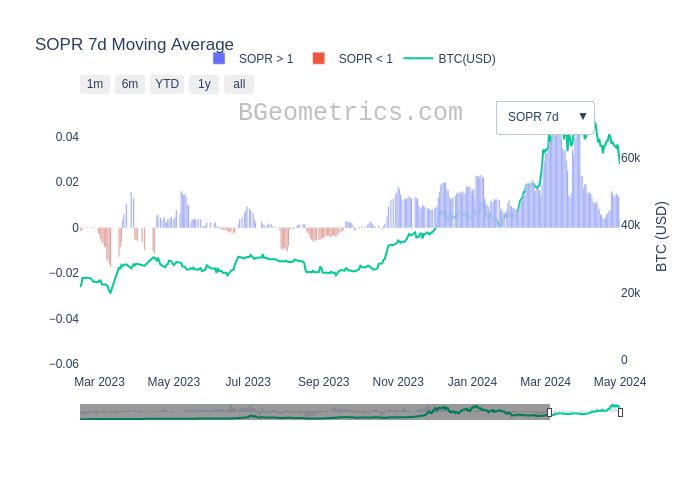 SOPR 7d Moving Average
SOPR > 1 SOPR < 1 BTC(USD)
1m 6m YTD 1y all
BGeometrics.com
SOPR 7d ▼
0.04
0.02
0
−0.02
−0.04
−0.06
60k
40k
20k
0
BTC (USD)
Mar 2023 May 2023 Jul 2023 Sep 2023 Nov 2023 Jan 2024 Mar 2024 May 2024